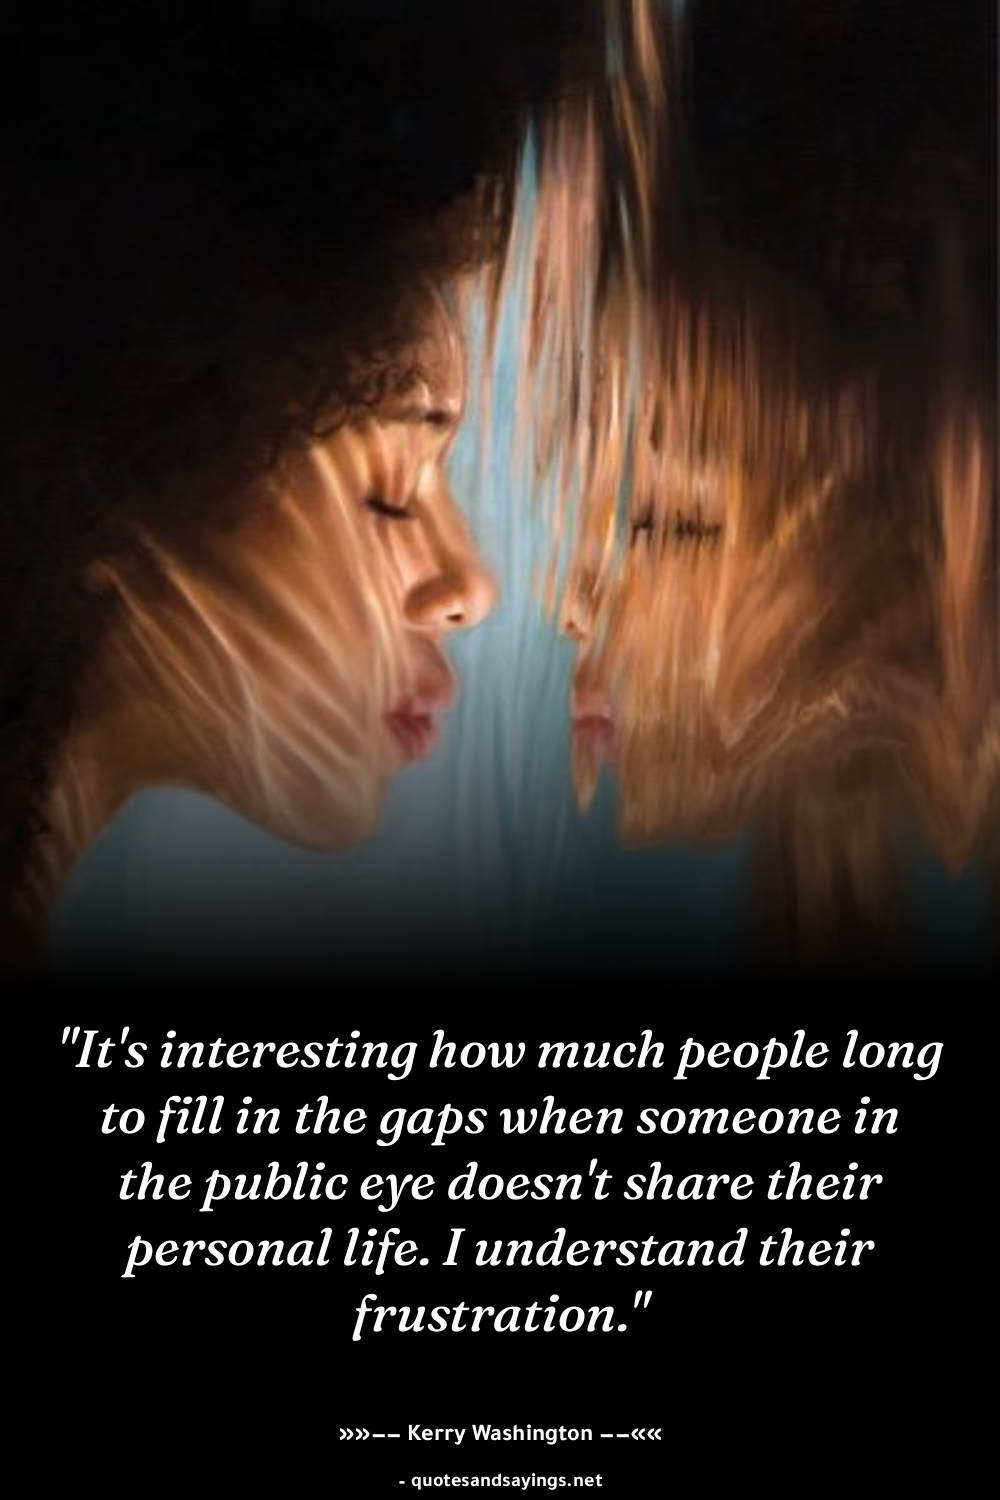 "It's interesting how much people long
to fill in the gaps when someone in
the public eye doesn't share their
personal life. I understand their
frustration."
»»−− Kerry Washington −−««
- quotesandsayings.net